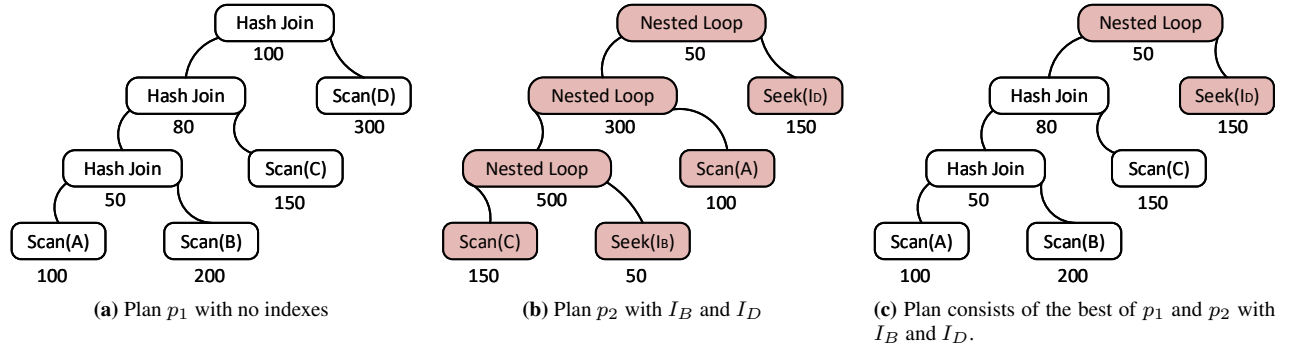 Hash Join
100
Hash Join
80
Scan(D)
300
Hash Join
50
Scan(C)
150
Scan(A)
100
Scan(B)
200
(a) Plan p1 with no indexes
Nested Loop
50
Nested Loop
300
Seek(ID)
150
Nested Loop
500
Scan(A)
100
Scan(C)
150
Seek(IB)
50
(b) Plan p2 with IB and ID
Nested Loop
50
Hash Join
80
Seek(ID)
150
Hash Join
50
Scan(C)
150
Scan(A)
100
Scan(B)
200
(c) Plan consists of the best of p1 and p2 with
IB and ID.